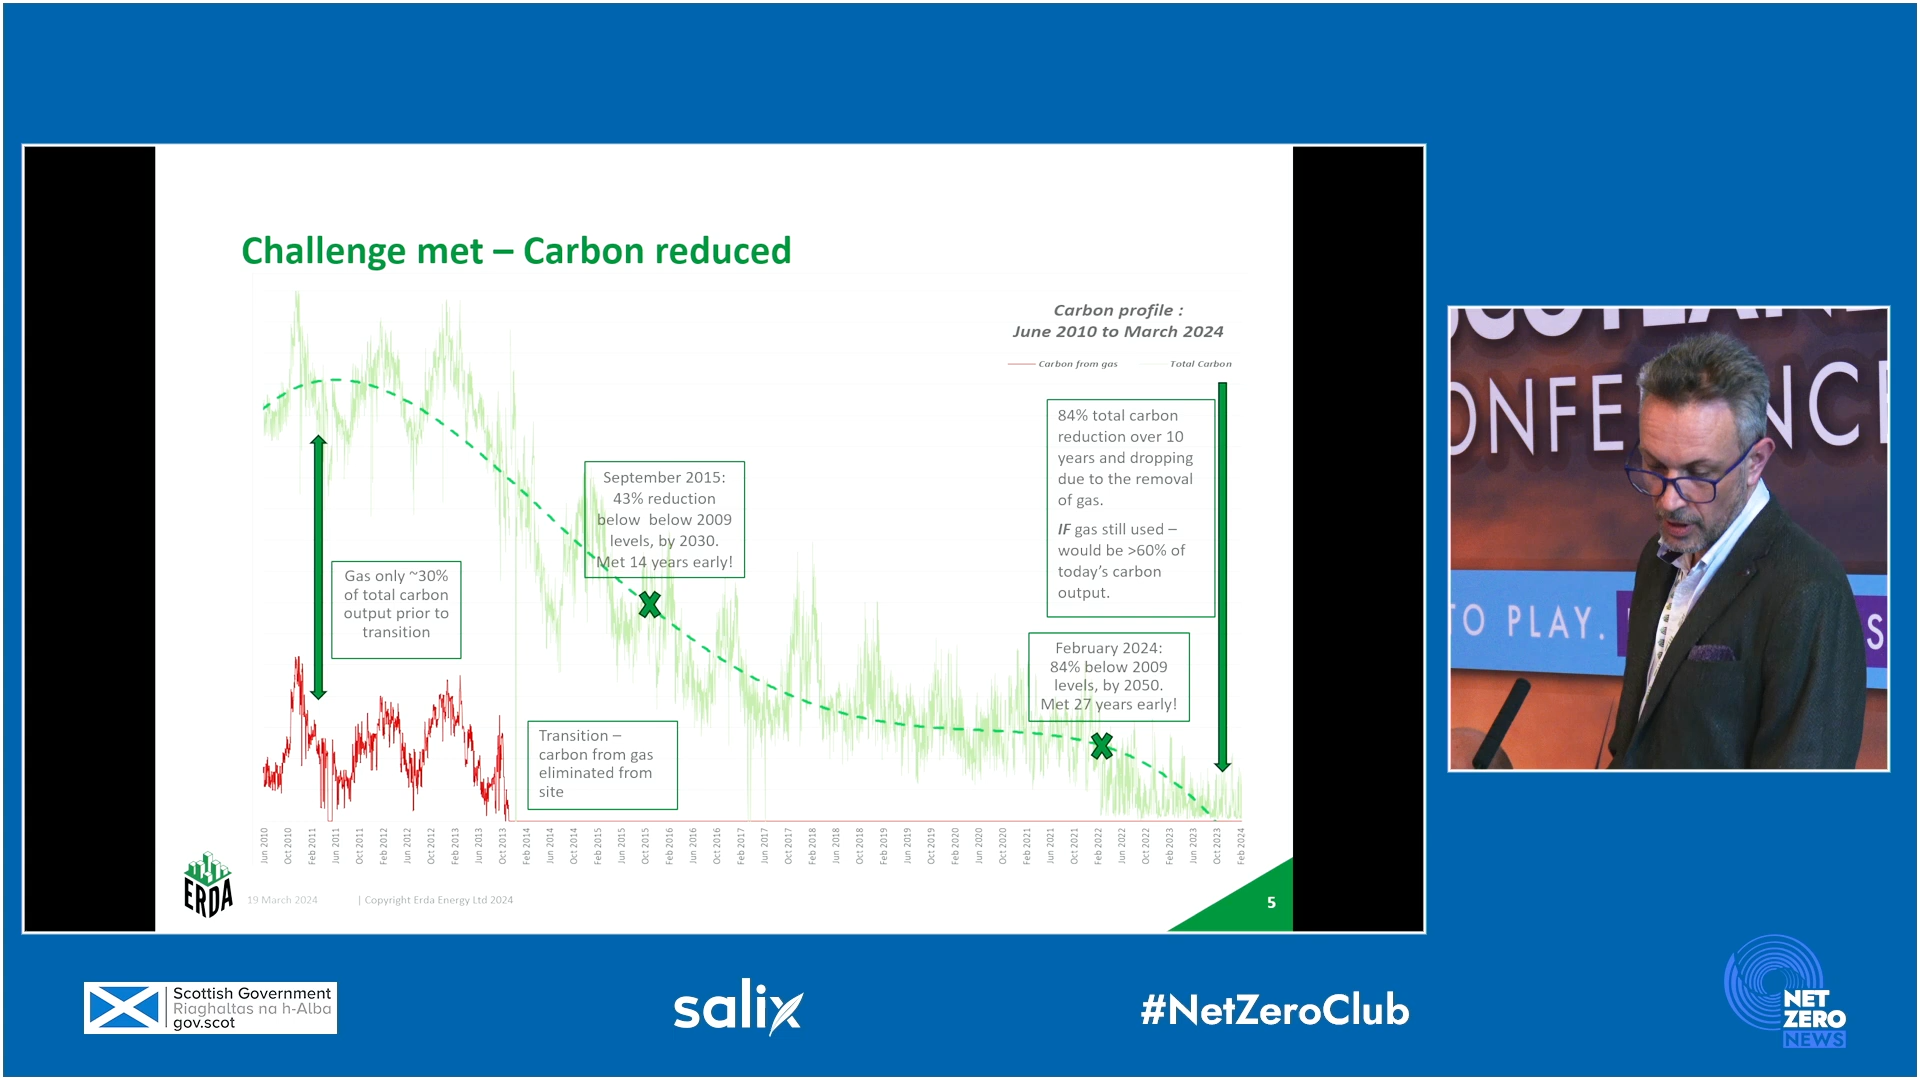 Challenge met – Carbon reduced
Carbon profile :
June 2010 to March 2024
Carbon from gas
Total Carbon
84% total carbon
reduction over 10
years and dropping
due to the removal
of gas.
IF gas still used –
would be >60% of
today's carbon
output.
September 2015:
43% reduction
below below 2009
levels, by 2030.
Met 14 years early!
Gas only ~30%
of total carbon
output prior to
transition
February 2024:
84% below 2009
levels, by 2050.
Met 27 years early!
Transition –
carbon from gas
eliminated from
site
Jun 2010
Oct 2010
Feb 2011
Jun 2011
Oct 2011
Feb 2012
Jun 2012
Oct 2012
Feb 2013
Jun 2013
Oct 2013
Feb 2014
Jun 2014
Oct 2014
Feb 2015
Jun 2015
Oct 2015
Feb 2016
Jun 2016
Oct 2016
Feb 2017
Jun 2017
Oct 2017
Feb 2018
Jun 2018
Oct 2018
Feb 2019
Jun 2019
Oct 2019
Feb 2020
Jun 2020
Oct 2020
Feb 2021
Jun 2021
Oct 2021
Feb 2022
Jun 2022
Oct 2022
Feb 2023
Jun 2023
Oct 2023
Feb 2024
ERDA
19 March 2024
| Copyright Erda Energy Ltd 2024
5
ONFE NCE
TO PLAY.
Scottish Government
Riaghaltas na h-Alba
gov.scot
salix
#NetZeroClub
NET
ZERO
NEWS